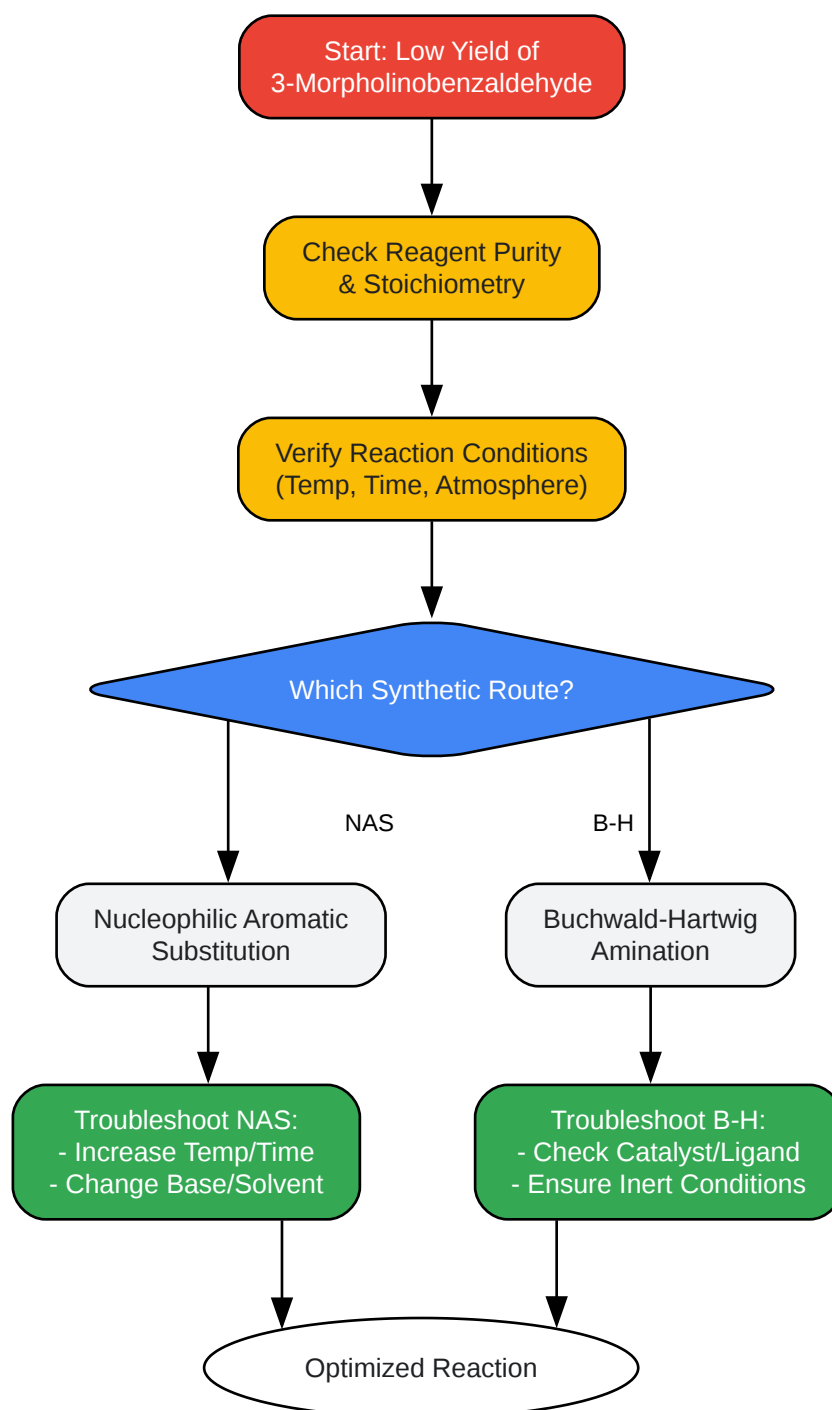 Start: Low Yield of
3-Morpholinobenzaldehyde
Check Reagent Purity
& Stoichiometry
Verify Reaction Conditions
(Temp, Time, Atmosphere)
Which Synthetic Route?
NAS
B-H
Nucleophilic Aromatic
Substitution
Buchwald-Hartwig
Amination
Troubleshoot NAS:
- Increase Temp/Time
- Change Base/Solvent
Troubleshoot B-H:
- Check Catalyst/Ligand
- Ensure Inert Conditions
Optimized Reaction